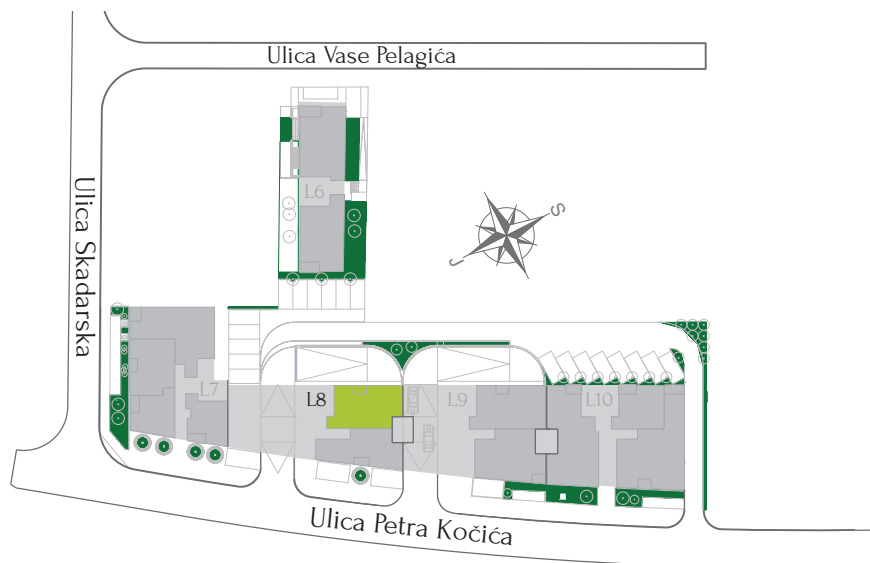 Ulica Vase Pelagića
L6
Ulica Skadarska
S
J
L7
L8
L9
L10
Ulica Petra Kočića